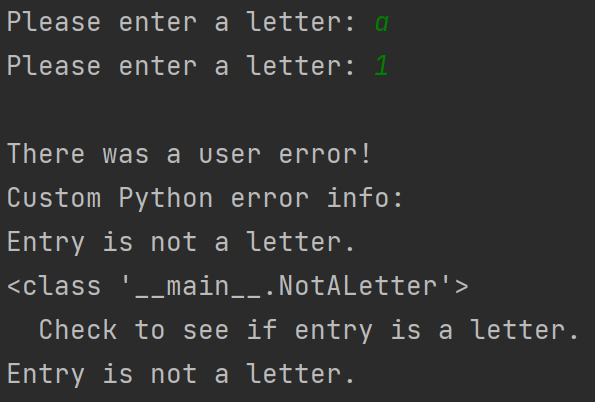 Please enter a letter: a
Please enter a letter: 1
There was a user error!
Custom Python error info:
Entry is not a letter.
<class '__main__.NotALetter'>
  Check to see if entry is a letter.
Entry is not a letter.